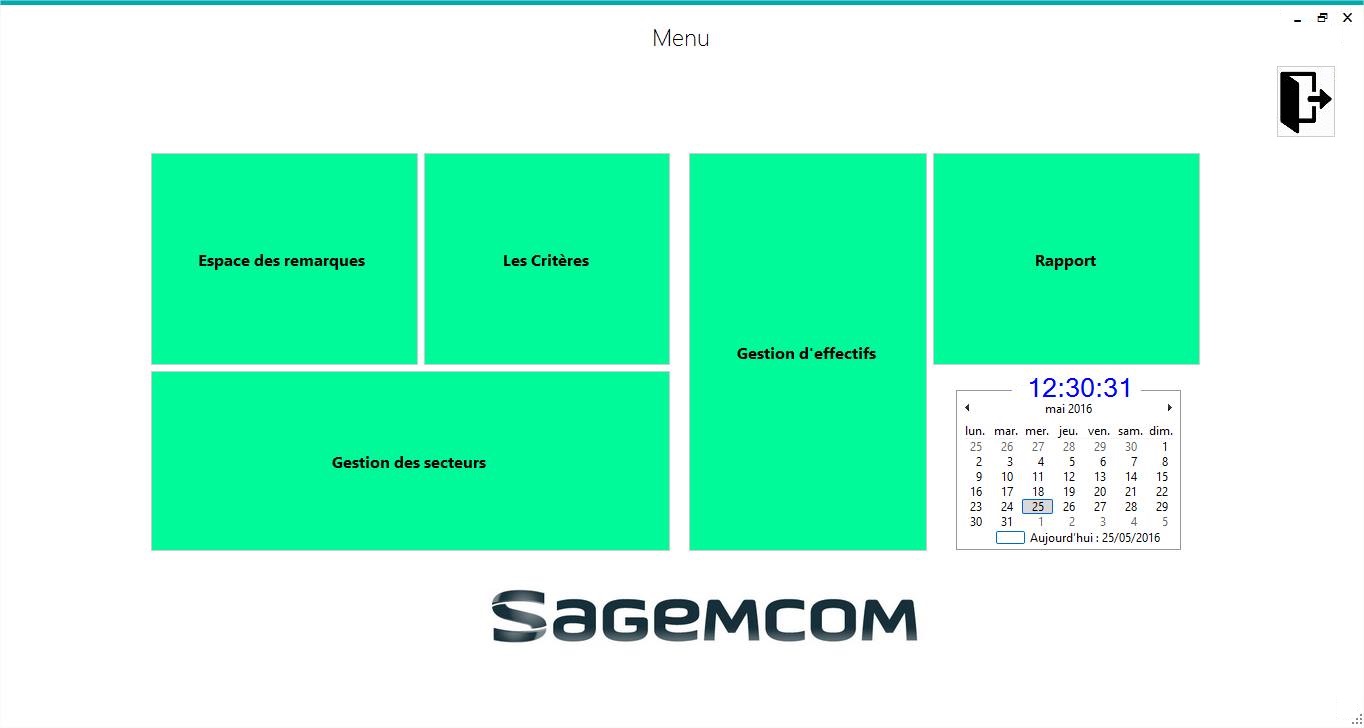 Menu
Espace des remarques
Les Critères
Gestion d'effectifs
Rapport
Gestion des secteurs
12:30:31
mai 2016
lun. mar. mer. jeu. ven. sam. dim.
25 26 27 28 29 30 1
2 3 4 5 6 7 8
9 10 11 12 13 14 15
16 17 18 19 20 21 22
23 24 25 26 27 28 29
30 31 1 2 3 4 5
Aujourd'hui : 25/05/2016
SAGEMCOM